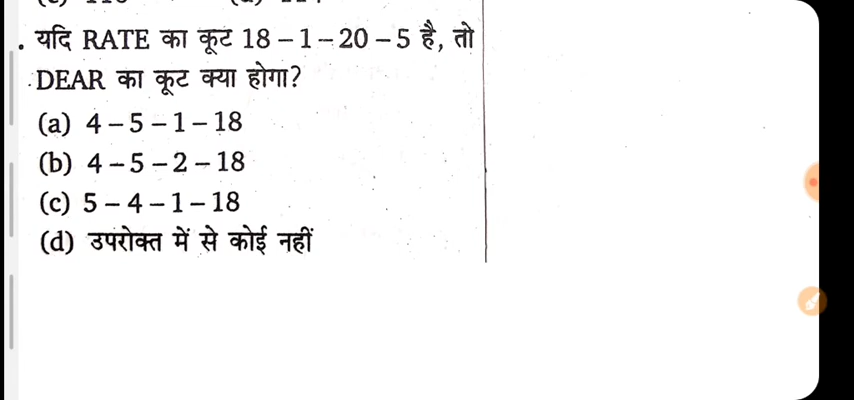 . यदि RATE का कूट 18 – 1 – 20 – 5 है, तो
DEAR का कूट क्या होगा?
(a) 4 – 5 – 1 – 18
(b) 4 – 5 – 2 – 18
(c) 5 – 4 – 1 – 18
(d) उपरोक्त में से कोई नहीं